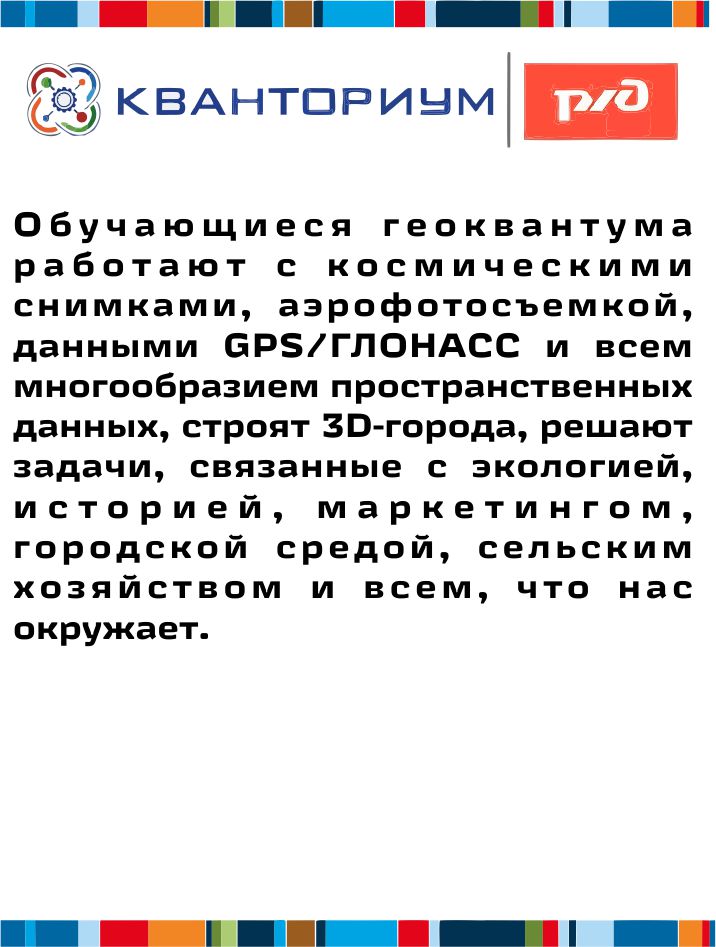 КВАНТОРИУМ ржд
Обучающиеся геоквантума
работают с космическими
снимками, аэрофотосъемкой,
данными GPS/ГЛОНАСС и всем
многообразием пространственных
данных, строят 3D-города, решают
задачи, связанные с экологией,
историей, маркетингом,
городской средой, сельским
хозяйством и всем, что нас
окружает.